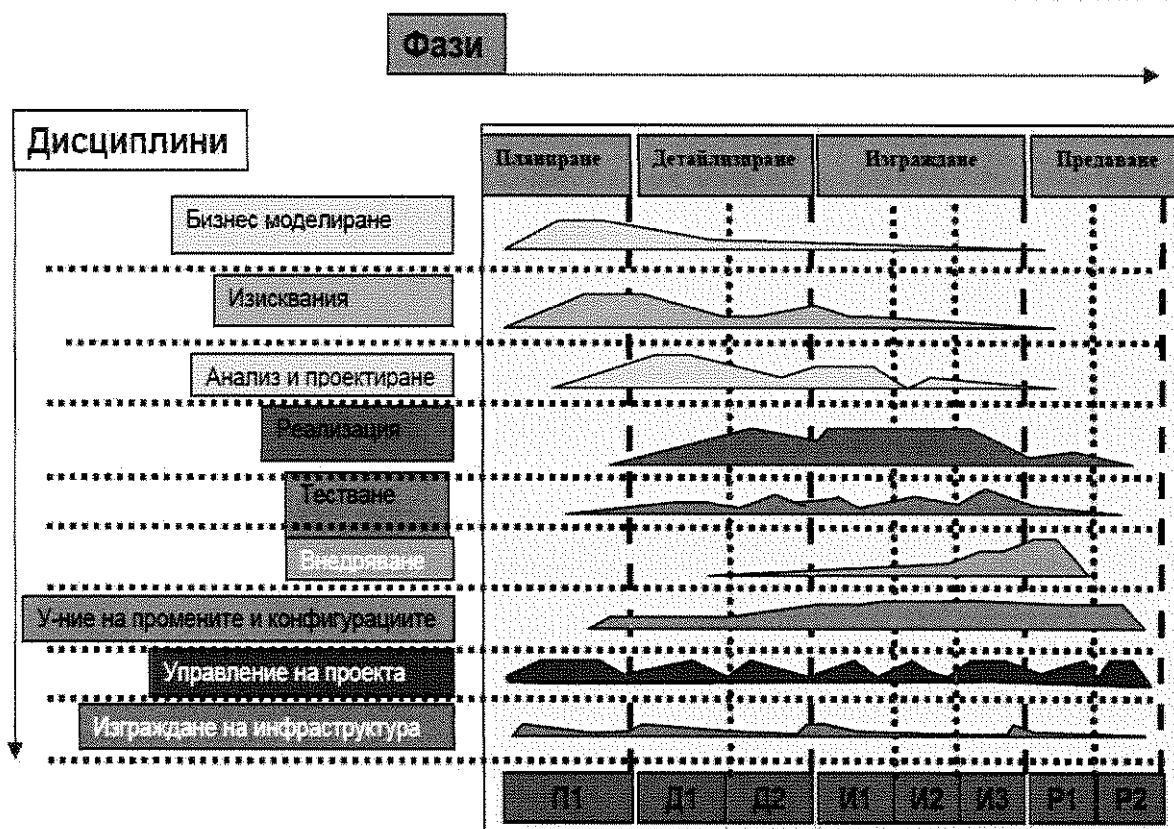 Фази
Дисциплини
Планиране
Детайлизиране
Изграждане
Предаване
Бизнес моделиране
Изисквания
Анализ и проектиране
Реализация
Тестване
Внедряване
У-ние на промените и конфигурациите
Управление на проекта
Изграждане на инфраструктура
П1
Д1
Д2
И1
И2
И3
Р1
Р2